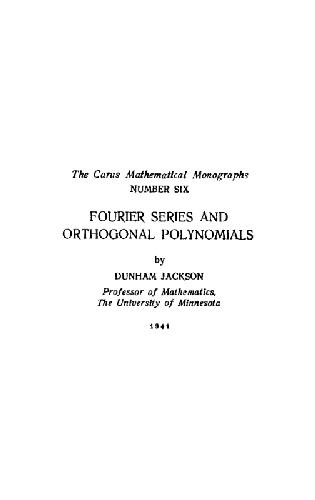 The Carus Mathematical Monographs
NUMBER SIX
FOURIER SERIES AND
ORTHOGONAL POLYNOMIALS
by
DUNHAM JACKSON
Professor of Mathematics,
The University of Minnesota
1941